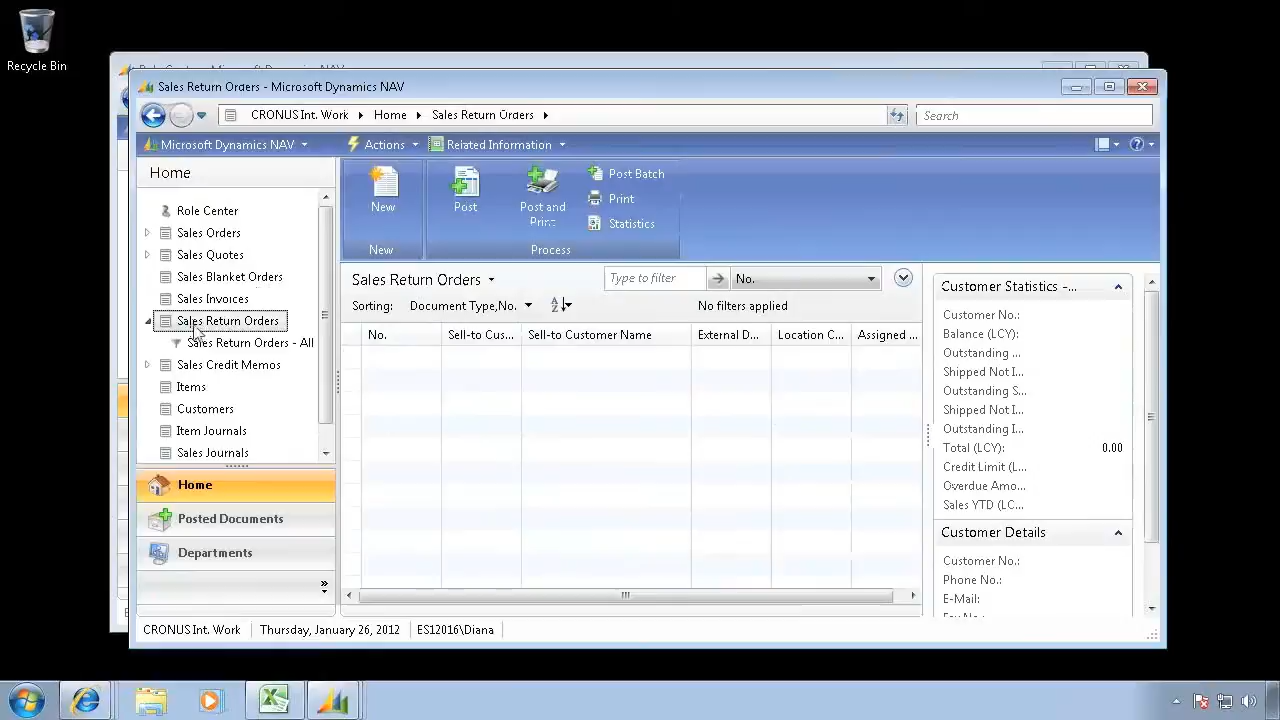 Recycle Bin
Sales Return Orders - Microsoft Dynamics NAV
CRONUS Int. Work
Home
Sales Return Orders
Search
Microsoft Dynamics NAV
Actions
Related Information
Home
Role Center
Sales Orders
Sales Quotes
Sales Blanket Orders
Sales Invoices
Sales Return Orders
Sales Return Orders - All
Sales Credit Memos
Items
Customers
Item Journals
Sales Journals
Home
Posted Documents
Departments
New
New
Post
Post and
Print
Post Batch
Print
Statistics
Process
Sales Return Orders
Type to filter
No.
Sorting:
Document Type,No.
No filters applied
No.
Sell-to Cus...
Sell-to Customer Name
External D...
Location C...
Assigned ...
Customer Statistics -...
Customer No.:
Balance (LCY):
Outstanding ...
Shipped Not I...
Outstanding S...
Shipped Not I...
Outstanding I...
Total (LCY): 0.00
Credit Limit (L...
Overdue Amo...
Sales YTD (LC...
Customer Details
Customer No.:
Phone No.:
E-Mail:
CRONUS Int. Work
Thursday, January 26, 2012
ES12016\Diana